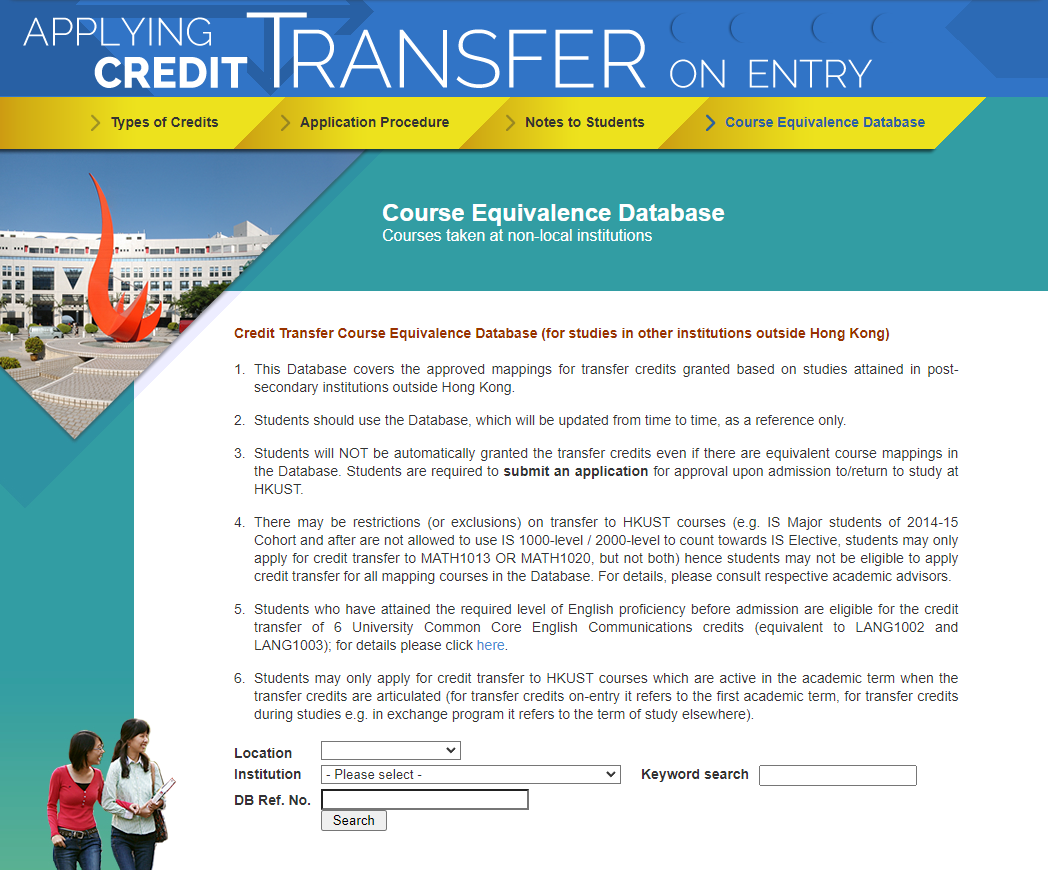 APPLYING
CREDIT TRANSFER ON ENTRY
Types of Credits
Application Procedure
Notes to Students
Course Equivalence Database
Course Equivalence Database
Courses taken at non-local institutions
Credit Transfer Course Equivalence Database (for studies in other institutions outside Hong Kong)
1. This Database covers the approved mappings for transfer credits granted based on studies attained in post-
secondary institutions outside Hong Kong.
2. Students should use the Database, which will be updated from time to time, as a reference only.
3. Students will NOT be automatically granted the transfer credits even if there are equivalent course mappings in
the Database. Students are required to submit an application for approval upon admission to/return to study at
HKUST.
4. There may be restrictions (or exclusions) on transfer to HKUST courses (e.g. IS Major students of 2014-15
Cohort and after are not allowed to use IS 1000-level / 2000-level to count towards IS Elective, students may only
apply for credit transfer to MATH1013 OR MATH1020, but not both) hence students may not be eligible to apply
credit transfer for all mapping courses in the Database. For details, please consult respective academic advisors.
5. Students who have attained the required level of English proficiency before admission are eligible for the credit
transfer of 6 University Common Core English Communications credits (equivalent to LANG1002 and
LANG1003); for details please click here.
6. Students may only apply for credit transfer to HKUST courses which are active in the academic term when the
transfer credits are articulated (for transfer credits on-entry it refers to the first academic term, for transfer credits
during studies e.g. in exchange program it refers to the term of study elsewhere).
Location
Institution - Please select - Keyword search
DB Ref. No.
Search